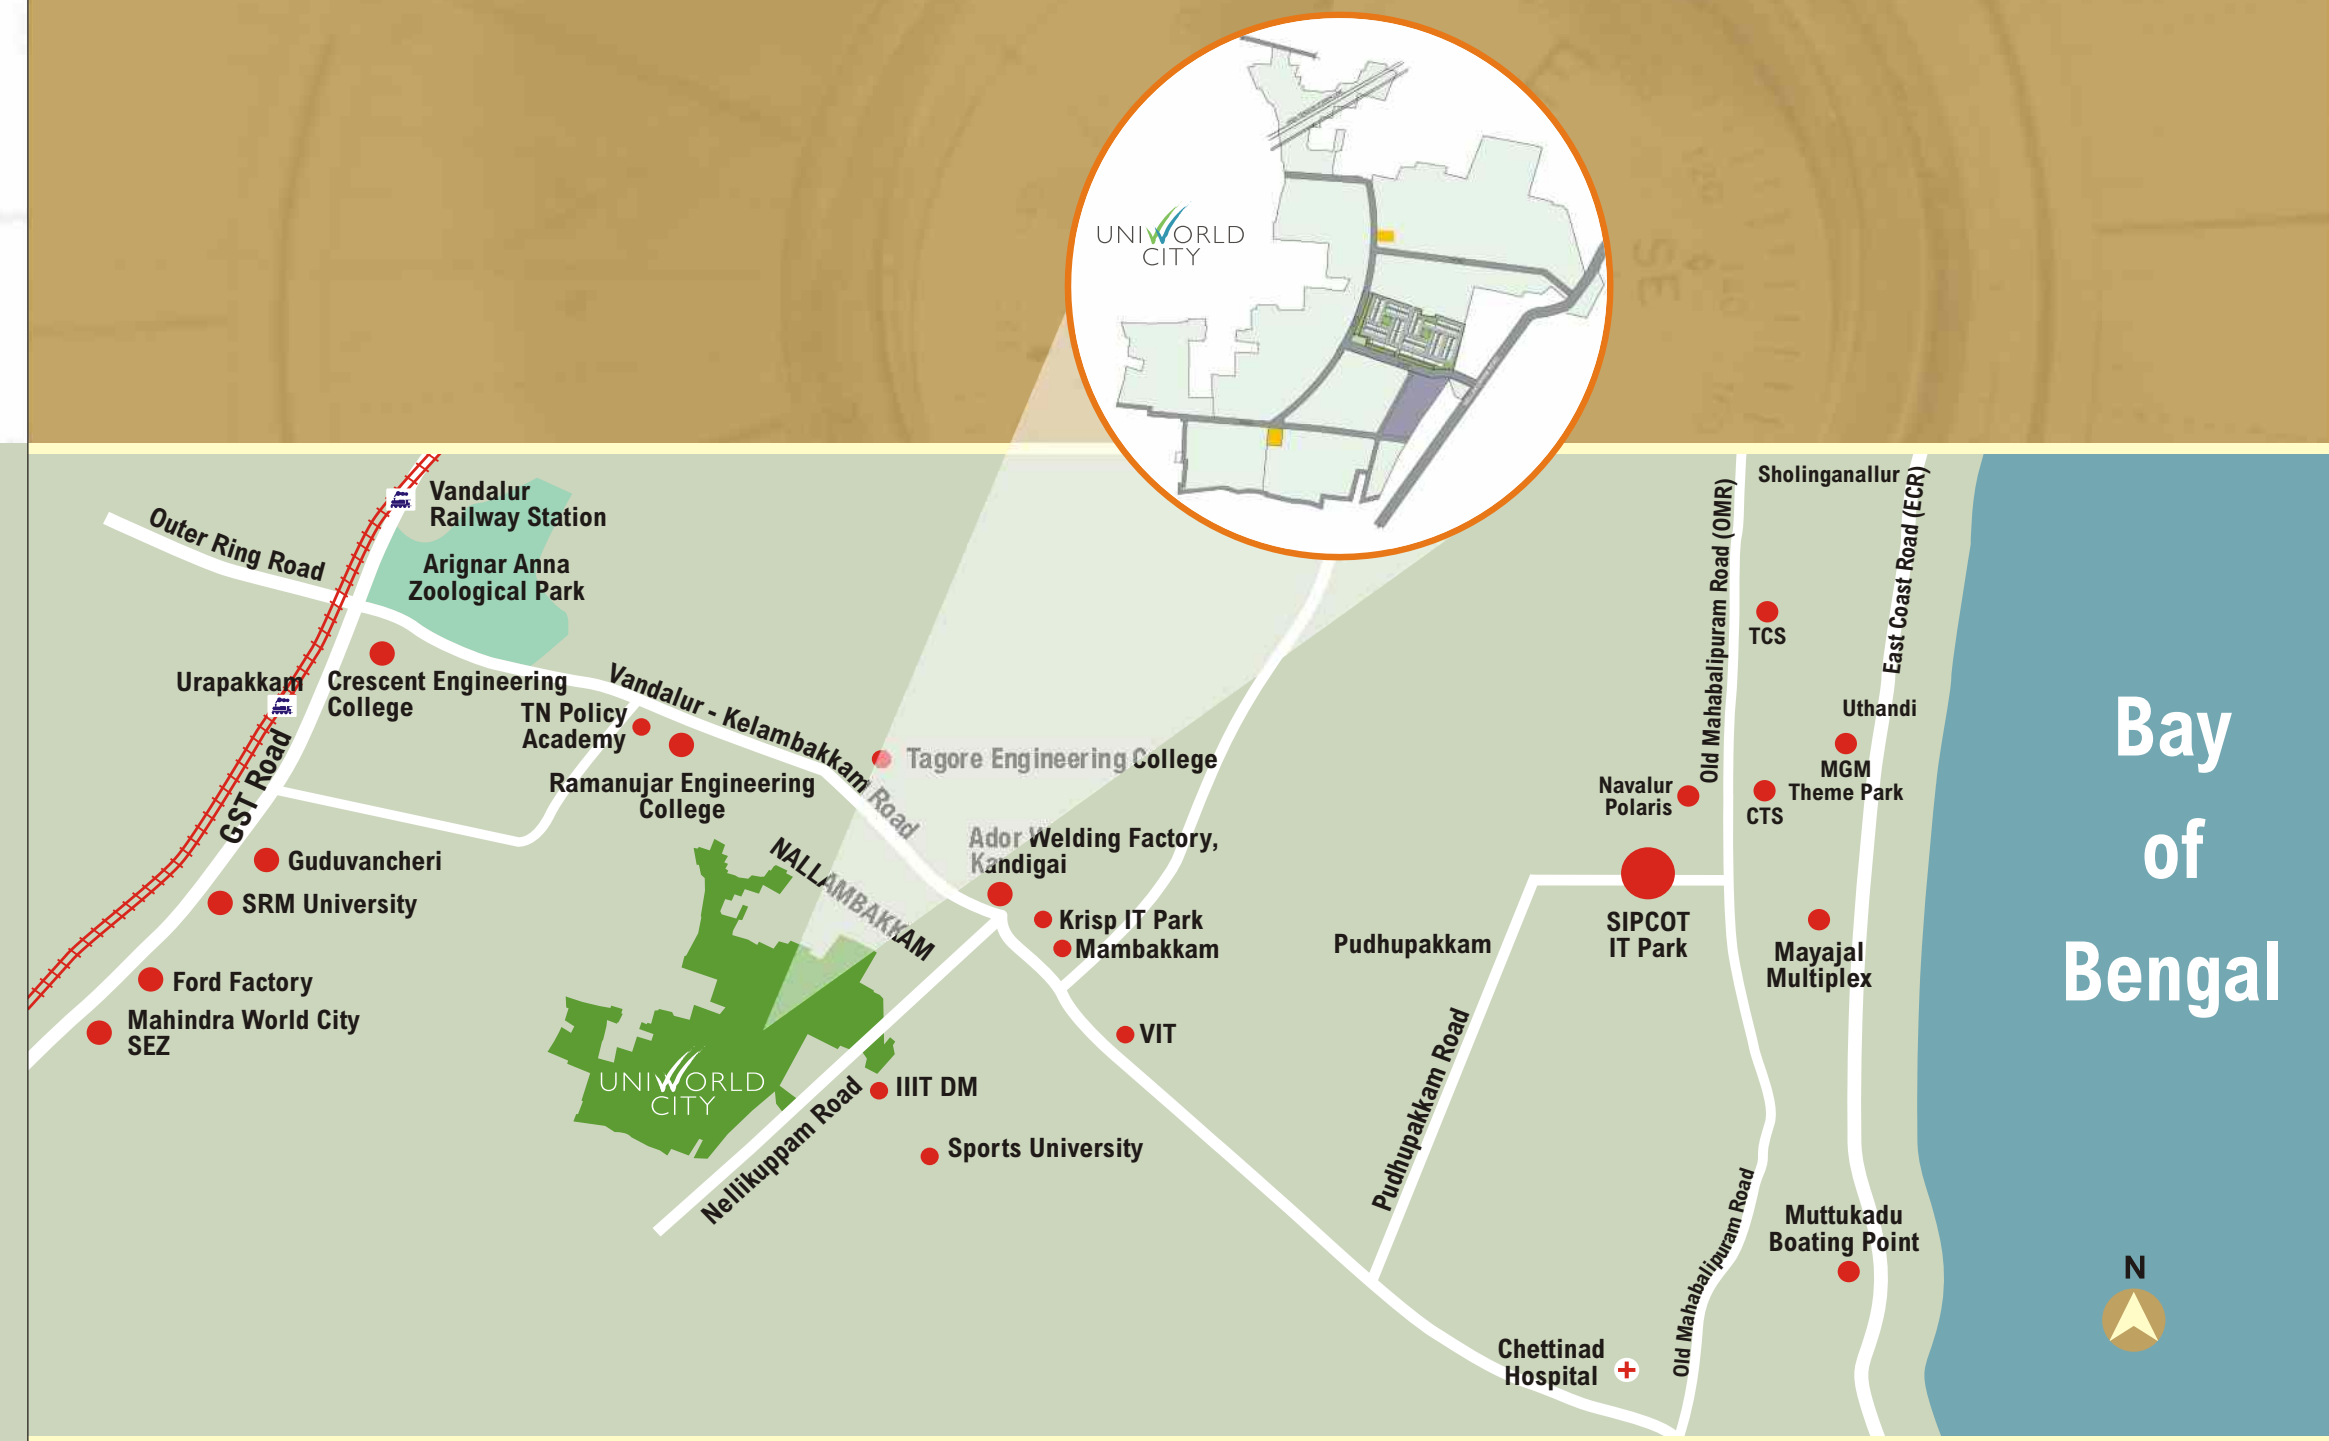 UNIWORLD
CITY
SE
Vandalur
Railway Station
Outer Ring Road
Arignar Anna
Zoological Park
Urapakkam
Crescent Engineering
College
GST Road
Vandalur - Kelambakkam Road
TN Policy
Academy
Ramanujar Engineering
College
Tagore Engineering College
Guduvancheri
SRM University
Ford Factory
Mahindra World City
SEZ
NALLAMBAKKAM
Ador Welding Factory,
Kandigai
Krisp IT Park
Mambakkam
VIT
UNIWORLD
CITY
IIIT DM
Nellikuppam Road
Sports University
Sholinganallur
Old Mahabalipuram Road (OMR)
East Coast Road (ECR)
TCS
Uthandi
MGM
Theme Park
Navalur
Polaris
CTS
SIPCOT
IT Park
Pudhupakkam
Mayajal
Multiplex
Pudhupakkam Road
Old Mahabalipuram Road
Muttukadu
Boating Point
Chettinad
Hospital
Bay
of
Bengal
N